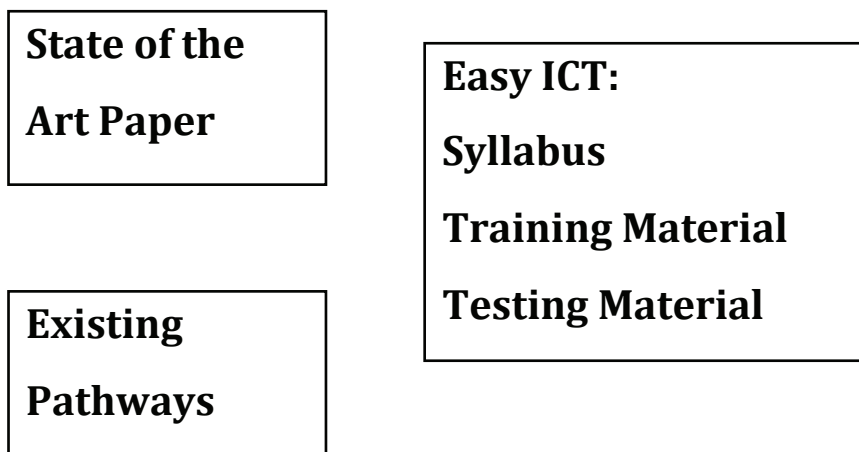 State of the
Art Paper
Easy ICT:
Syllabus
Training Material
Testing Material
Existing
Pathways